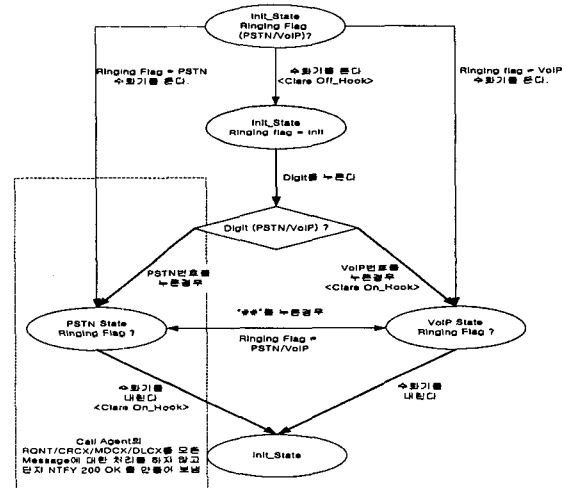 Init_State
Ringing Flag
(PSTN/VoIP)?
Ringing Flag = PSTN
수화기를 든다.
수화기를 든다
<Clare Off_Hook>
Ringing flag = VoIP
수화기를 든다.
Init_State
Ringing flag = init
Digit를 누른다
Digit (PSTN/VoIP) ?
PSTN번호를
누른경우
VoIP번호를
누른경우
<Clare On_Hook>
PSTN State
Ringing Flag ?
"##"를 누른경우
Ringing Flag =
PSTN/VoIP
VoIP State
Ringing Flag ?
수화기를
내린다
<Clare On_Hook>
수화기를
내린다
Init_State
Call Agent의
RQNT/CRCX/MDCX/DLCX를 모든
Message에 대한 처리를 하지 않고
단지 NTFY 200 OK 를 만들어 보냄